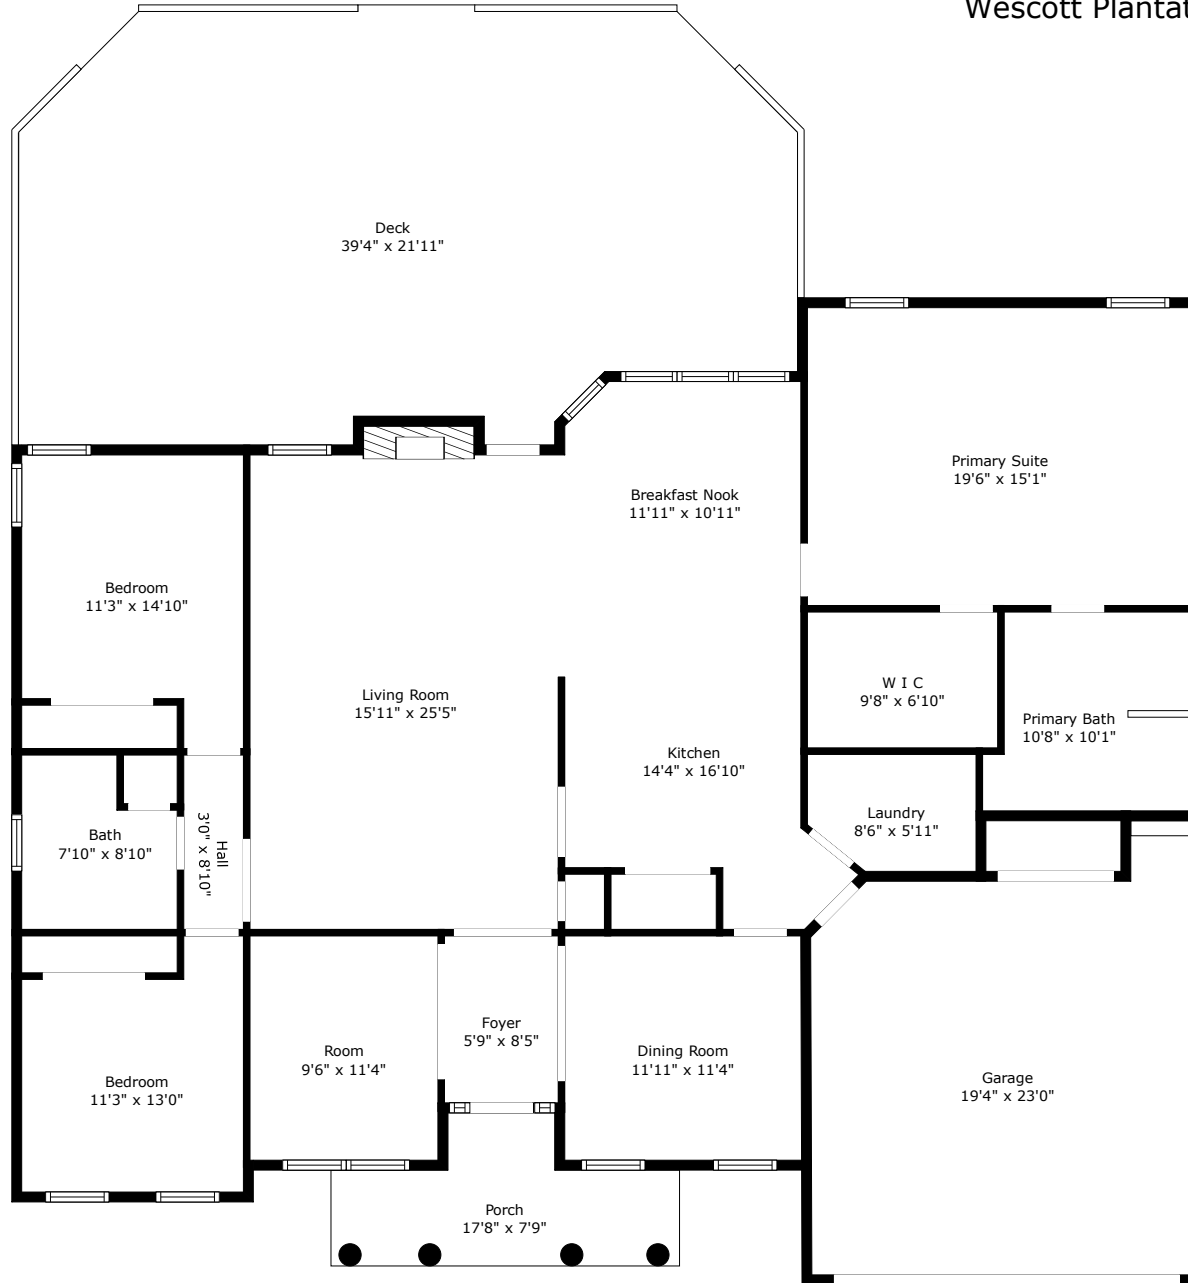 Wescott
Deck
39'4" x 21'11"
Primary Suite
19'6" x 15'1"
Breakfast Nook
11'11" x 10'11"
Bedroom
11'3" x 14'10"
Living Room
15'11" x 25'5"
W I C
9'8" x 6'10"
Primary Bath
10'8" x 10'1"
Kitchen
14'4" x 16'10"
Laundry
8'6" x 5'11"
Bath
7'10" x 8'10"
Hall
3'0" x 8'10"
Foyer
5'9" x 8'5"
Room
9'6" x 11'4"
Dining Room
11'11" x 11'4"
Bedroom
11'3" x 13'0"
Garage
19'4" x 23'0"
Porch
17'8" x 7'9"